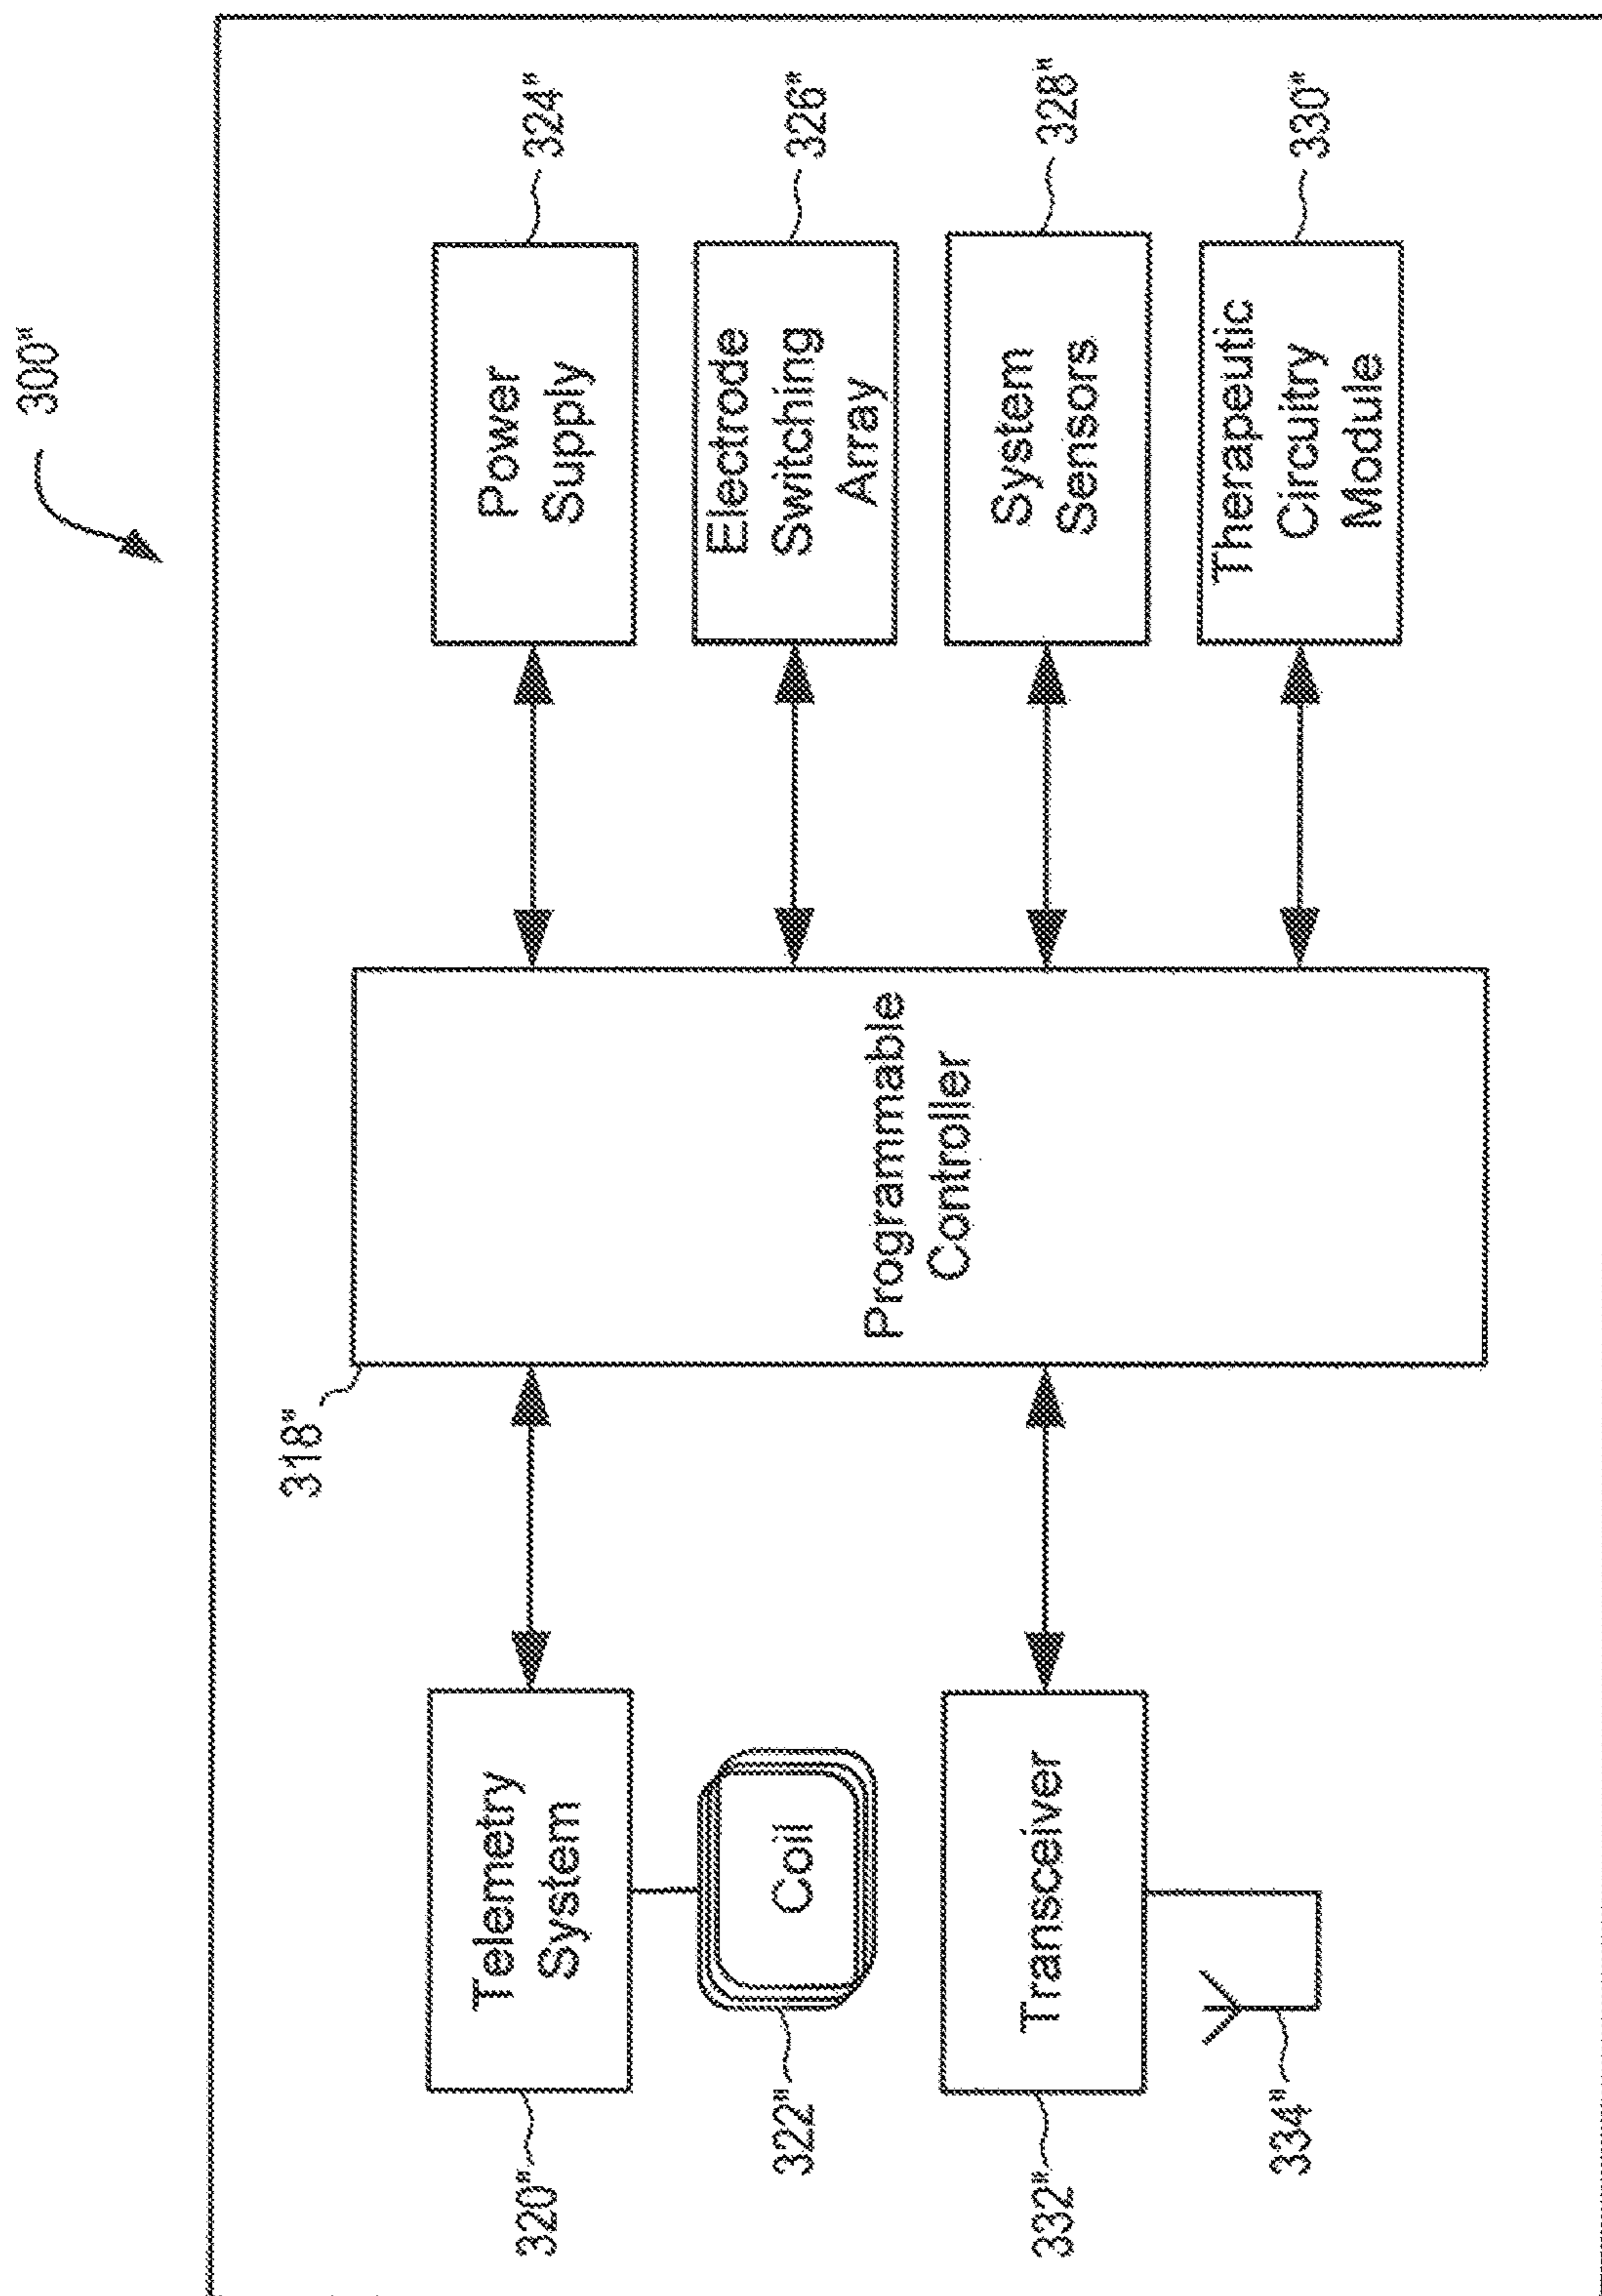 300"
320"
Telemetry
System
322"
Coil
332"
Transceiver
334"
318"
Programmable
Controller
Power
Supply
324"
Electrode
Switching
Array
326"
System
Sensors
328"
Therapeutic
Circuitry
Module
330"